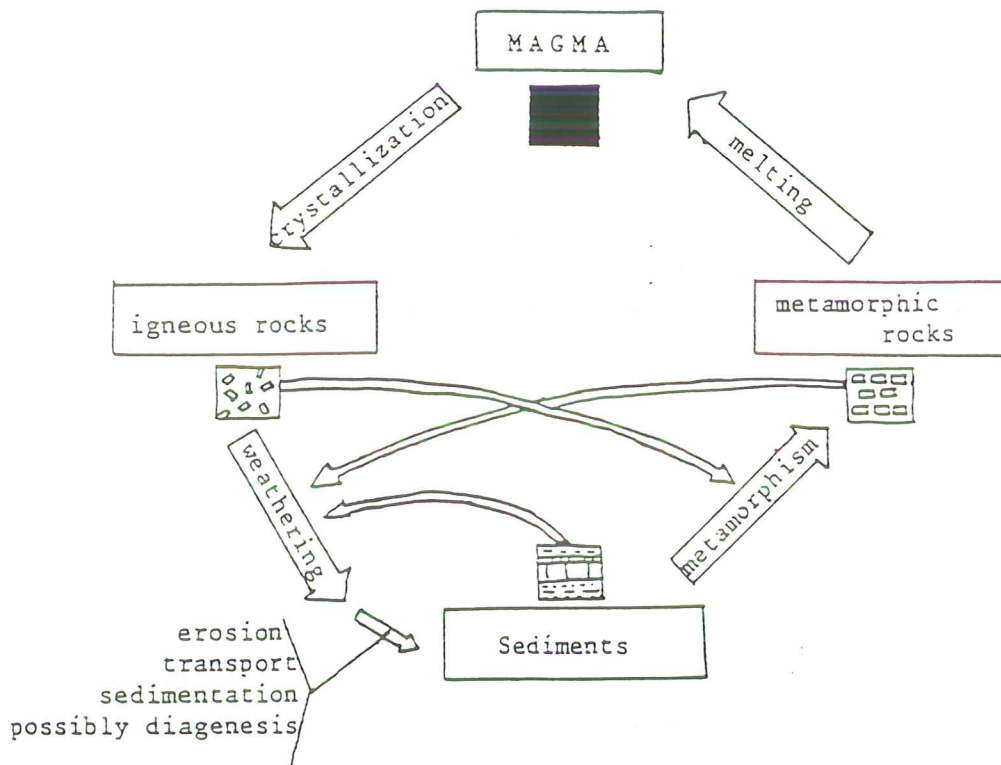 MAGMA
crystallization
melting
igneous rocks
metamorphic
rocks
weathering
metamorphism
Sediments
erosion
transport
sedimentation
possibly diagenesis